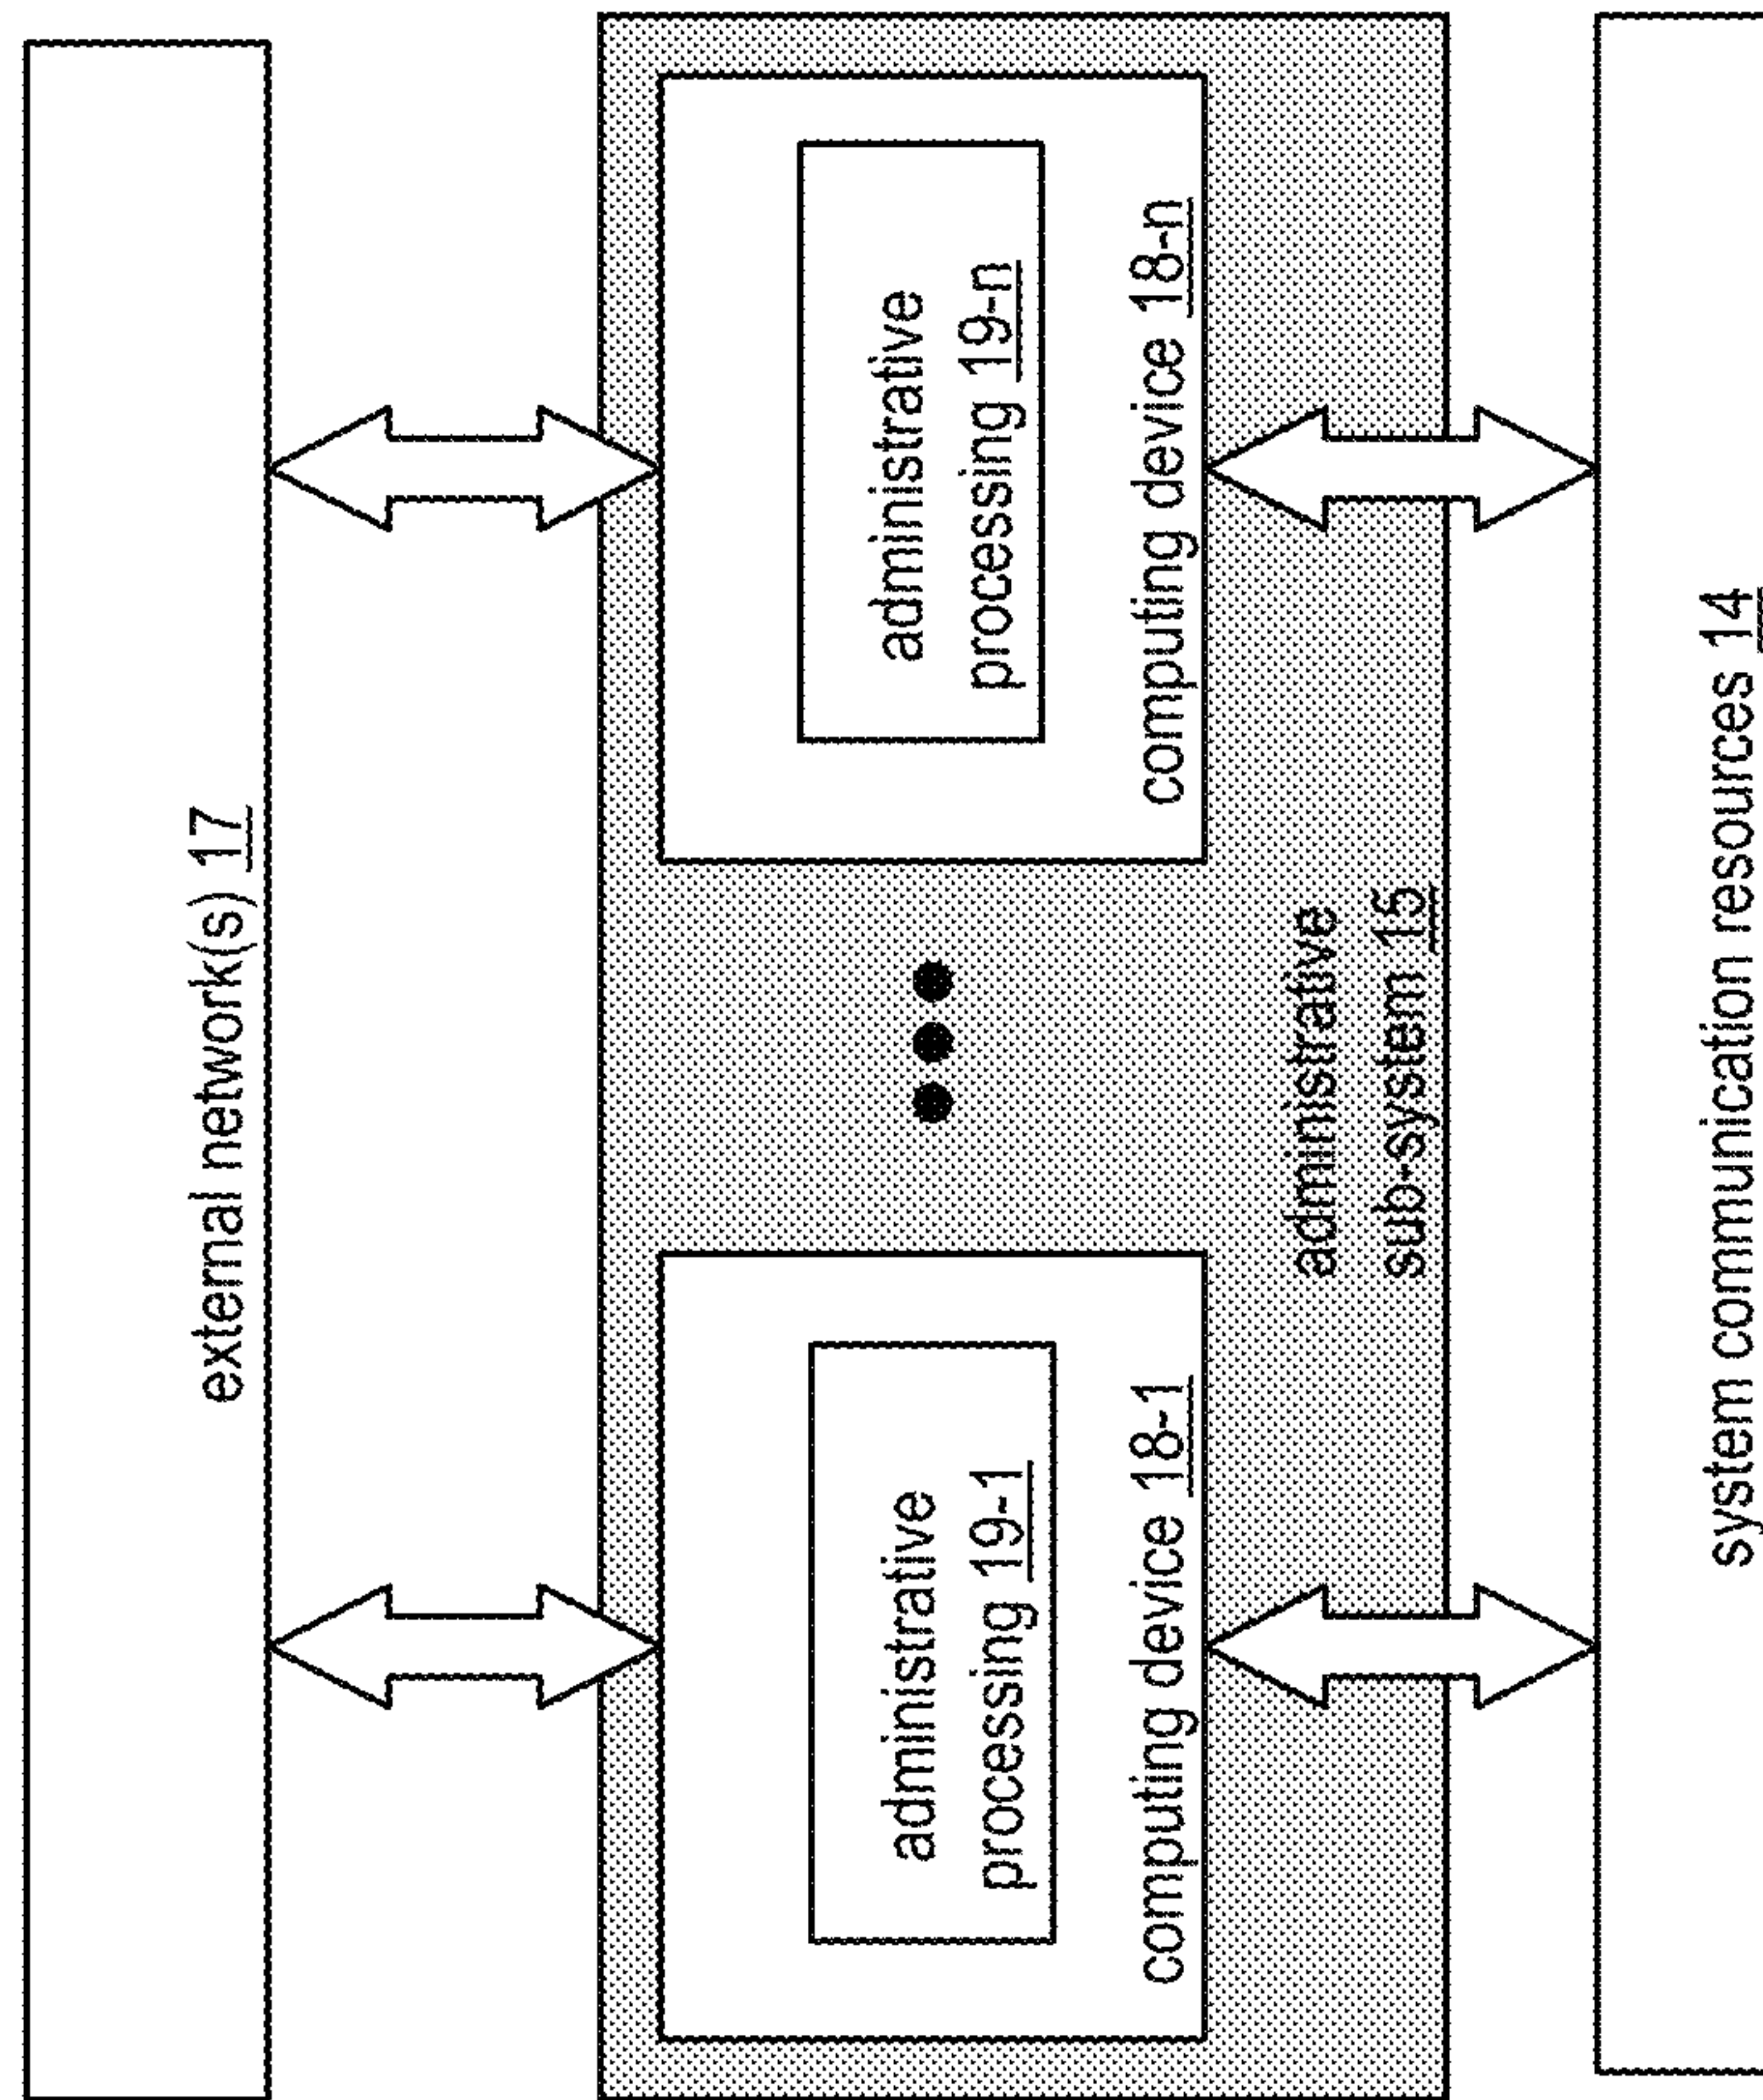 external network(s) 17
administrative
processing 19-1
computing device 18-1
administrative
processing 19-n
computing device 18-n
administrative
sub-system 15
system communication resources 14